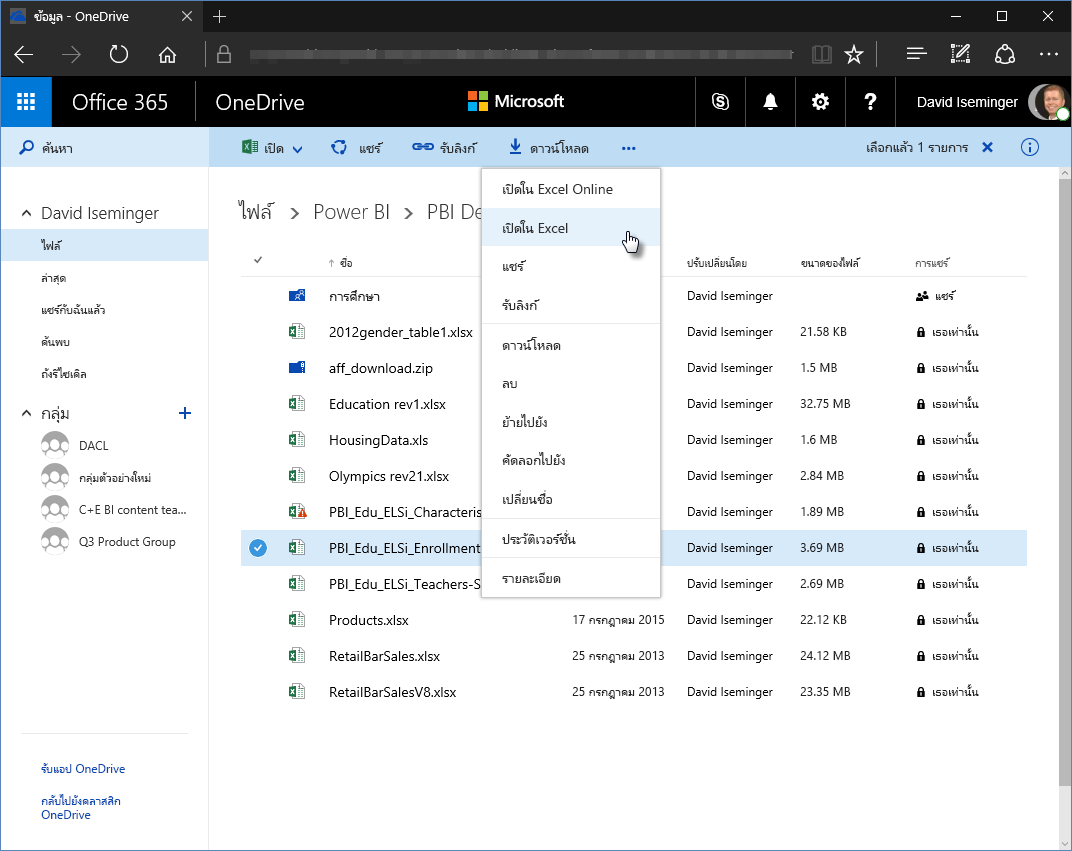 ข้อมูล - OneDrive
Office 365
OneDrive
Microsoft
David Iseminger
ค้นหา
เปิด
แชร์
รับลิงก์
ดาวน์โหลด
เลือกแล้ว 1 รายการ
David Iseminger
ไฟล์
ล่าสุด
แชร์กับฉันแล้ว
ค้นพบ
ถังรีไซเคิล
กลุ่ม
DACL
กลุ่มตัวอย่างใหม่
C+E BI content tea...
Q3 Product Group
รับแอป OneDrive
กลับไปยังคลาสสิก
OneDrive
ไฟล์ > Power BI > PBI De
เปิดใน Excel Online
เปิดใน Excel
แชร์
รับลิงก์
ดาวน์โหลด
ลบ
ย้ายไปยัง
คัดลอกไปยัง
เปลี่ยนชื่อ
ประวัติเวอร์ชัน
รายละเอียด
ชื่อ ปรับเปลี่ยนโดย ขนาดของไฟล์ การแชร์
การศึกษา David Iseminger แชร์
2012gender_table1.xlsx David Iseminger 21.58 KB เธอเท่านั้น
aff_download.zip David Iseminger 1.5 MB เธอเท่านั้น
Education rev1.xlsx David Iseminger 32.75 MB เธอเท่านั้น
HousingData.xls David Iseminger 1.6 MB เธอเท่านั้น
Olympics rev21.xlsx David Iseminger 2.84 MB เธอเท่านั้น
PBI_Edu_ELSi_Characteris David Iseminger 1.89 MB เธอเท่านั้น
PBI_Edu_ELSi_Enrollment David Iseminger 3.69 MB เธอเท่านั้น
PBI_Edu_ELSi_Teachers-S David Iseminger 2.69 MB เธอเท่านั้น
Products.xlsx 17 กรกฎาคม 2015 David Iseminger 22.12 KB เธอเท่านั้น
RetailBarSales.xlsx 25 กรกฎาคม 2013 David Iseminger 24.12 MB เธอเท่านั้น
RetailBarSalesV8.xlsx 25 กรกฎาคม 2013 David Iseminger 23.35 MB เธอเท่านั้น